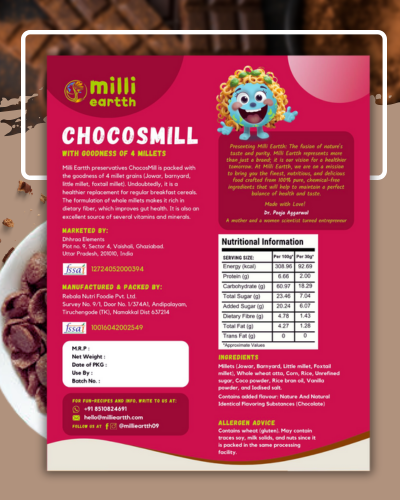 milli
eartth
CHOCOSMILL
WITH GOODNESS OF 4 MILLETS
Milli Earth preservatives ChocosMill is packed with
the goodness of 4 millet grains (Jawar, barnyard,
little millet, foxtail millet). Undoubtedly, it is a
healthier replacement for regular breakfast cereals.
The formulation of whole millets makes it rich in
dietary fiber, which improves gut health. It is also an
excellent source of several vitamins and minerals.
MARKETED BY:
Dhhraa Elements
Plot no. 9, Sector 4, Vaishali, Ghaziabad.
Uttar Pradesh, 201010, India
fssai 12724052000394
MANUFACTURED & PACKED BY:
Rebala Nutri Foodie Pvt. Ltd.
Survey No. 9/1, Door No. 1/374A1, Andipalayam,
Tiruchengode (TK), Namakkal Dist 637214
fssai 10016042002549
M.R.P :
Net Weight :
Date of PKG :
Use By :
Batch No. :
FOR FUN-RECIPES AND INFO, WRITE TO US AT:
+91 8510824691
hello@millieartth.com
FOLLOW US AT @millieartth09
Presenting Milli Eartth: The fusion of nature's
taste and purity. Milli Eartth represents more
than just a brand; it is our vision for a healthier
tomorrow. At Milli Eartth, we are on a mission
to bring you the finest, nutritious, and delicious
food crafted from 100% pure, chemical-free
ingredients that will help to maintain a perfect
balance of health and taste.
Made with Love!
Dr. Pooja Aggarwal
A mother and a women scientist turned entrepreneur
Nutritional Information
SERVING SIZE: Per 100g* Per 30g*
Energy (kcal) 308.96 92.69
Protein (g) 6.66 2.00
Carbohydrate (g) 60.97 18.29
Total Sugar (g) 23.46 7.04
Added Sugar (g) 20.24 6.07
Dietary Fibre (g) 4.78 1.43
Total Fat (g) 4.27 1.28
Trans Fat (g) 0 0
*Approximate Values
INGREDIENTS
Millets (Jawar, Barnyard, Little millet, Foxtail
millet), Whole wheat atta, Corn, Rice, Unrefined
sugar, Coco powder, Rice bran oil, Vanilla
powder, and Iodised salt.
Contains added flavour: Nature And Natural
Identical Flavoring Substances (Chocolate)
ALLERGEN ADVICE
Contains wheat (gluten). May contain
traces soy, milk solids, and nuts since it
is packed in the same processing
facility.